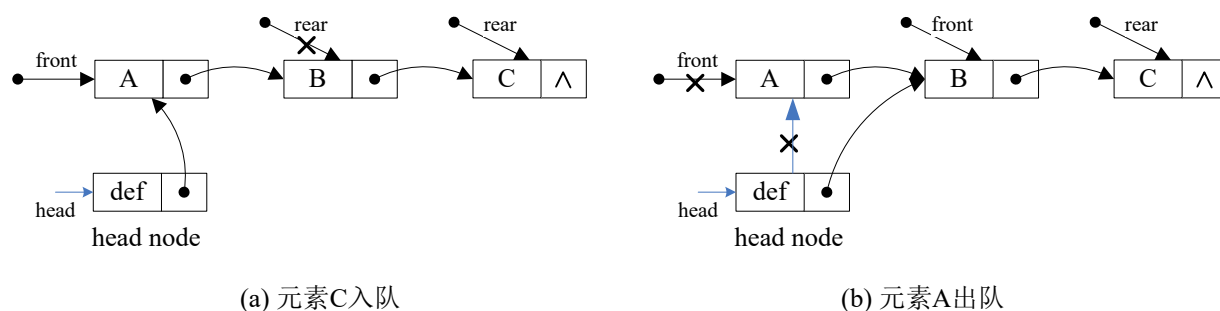 rear rear
front
A B C ∧
def
head
head node
(a) 元素C入队
front rear
front
A B C ∧
def
head
head node
(b) 元素A出队